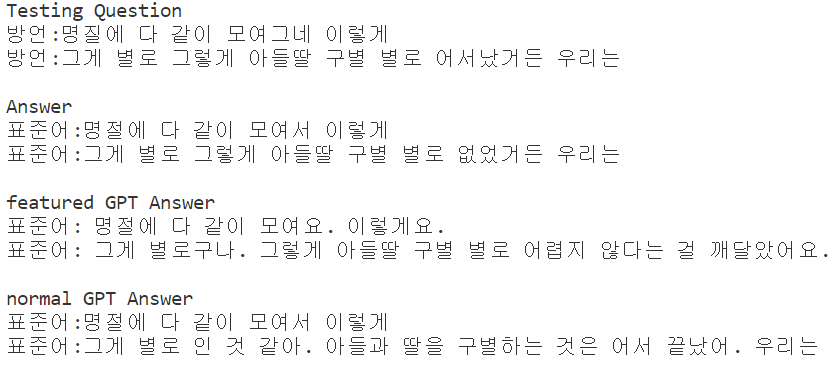 Testing Question
방언:명질에 다 같이 모여그네 이렇게
방언:그게 별로 그렇게 아들딸 구별 별로 어서났거든 우리는
Answer
표준어:명절에 다 같이 모여서 이렇게
표준어:그게 별로 그렇게 아들딸 구별 별로 없었거든 우리는
featured GPT Answer
표준어: 명절에 다 같이 모여요. 이렇게요.
표준어: 그게 별로구나. 그렇게 아들딸 구별 별로 어렵지 않다는 걸 깨달았어요.
normal GPT Answer
표준어:명절에 다 같이 모여서 이렇게
표준어:그게 별로 인 것 같아. 아들과 딸을 구별하는 것은 어서 끝났어. 우리는